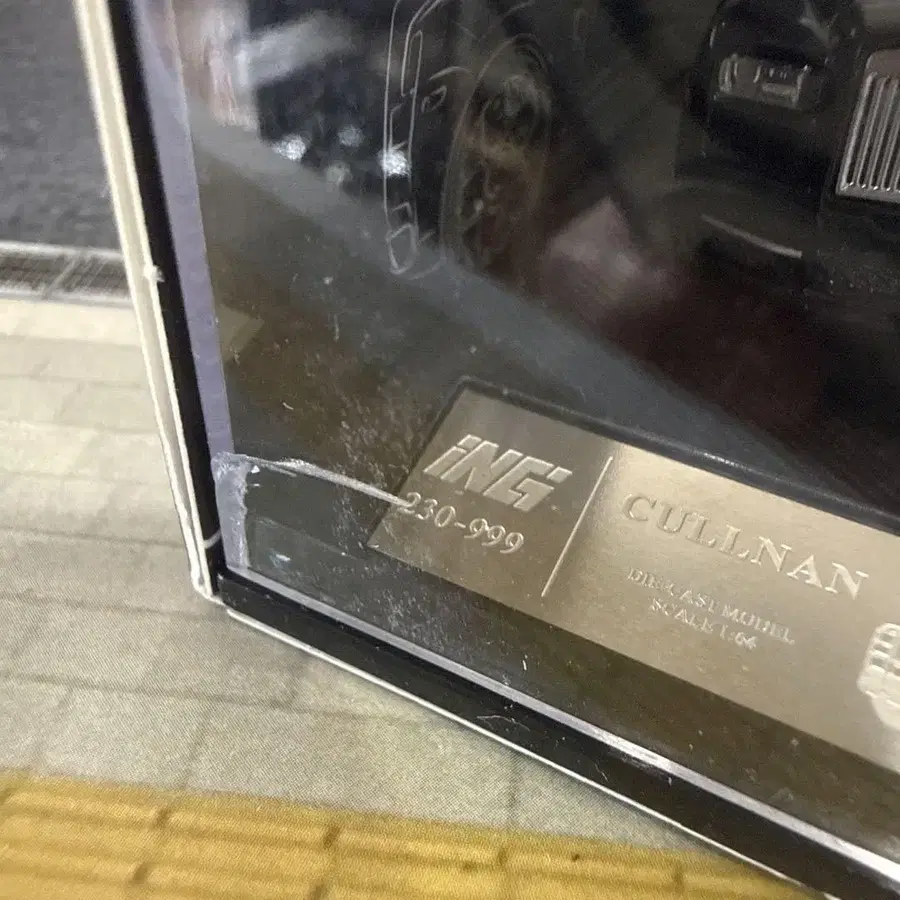 iNG
230-999
CULLNAN
DIE-CAST MODEL
SCALE 1:64